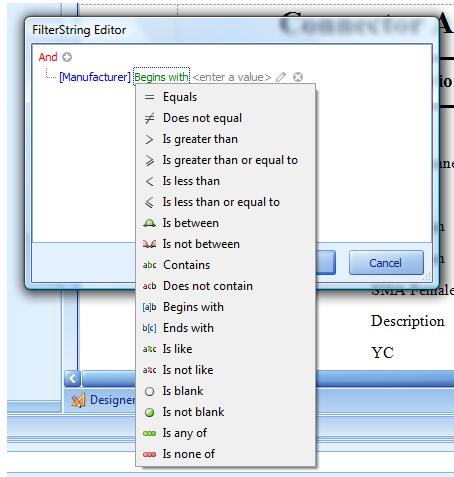 Connector A
FilterString Editor
And
[Manufacturer] Begins with <enter a value>
Equals
Does not equal
Is greater than
Is greater than or equal to
Is less than
Is less than or equal to
Is between
Is not between
abc Contains
acb Does not contain
[a]b Begins with
b[c] Ends with
a%c Is like
a%c Is not like
Is blank
Is not blank
Is any of
Is none of
Cancel
SMA Female
Description
YC
Designer